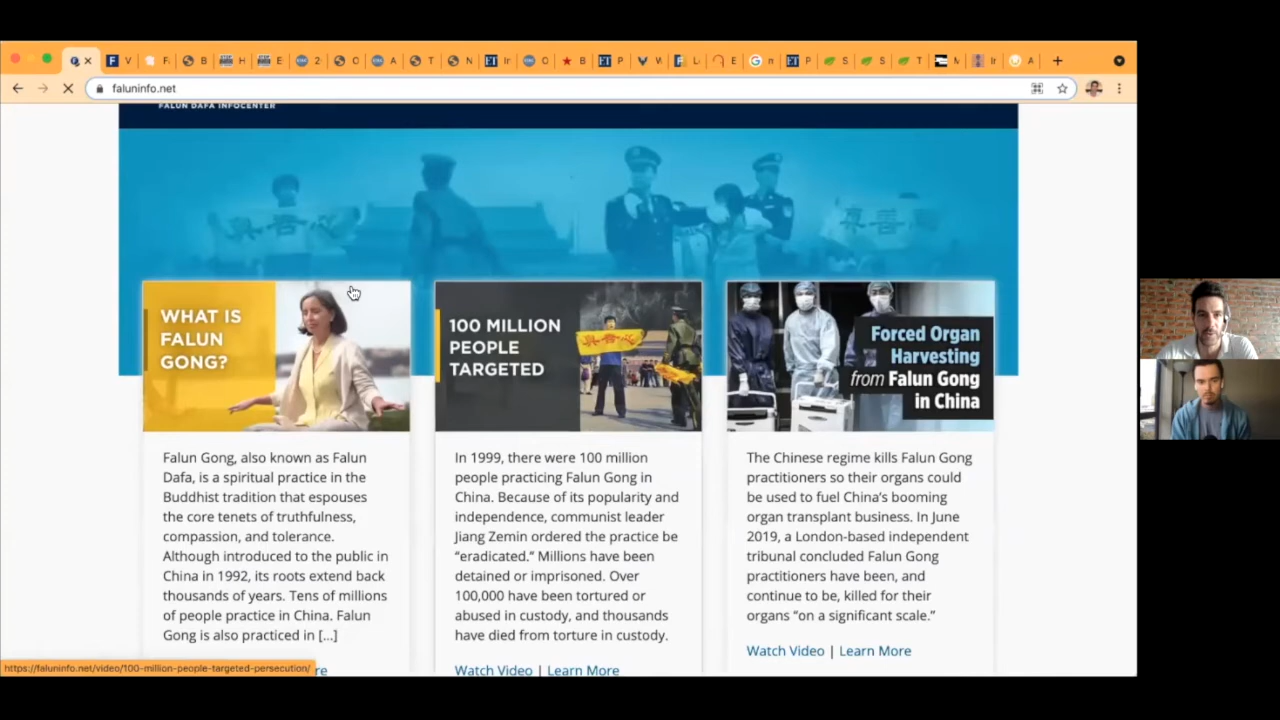 V
F
B
H
E
2
O
A
T
N
Ir
O
B
P
V
L
E
n
P
S
S
T
M
Ir
A
faluninfo.net
FALUN DAFA INFOCENTER
WHAT IS
FALUN
GONG?
Falun Gong, also known as Falun
Dafa, is a spiritual practice in the
Buddhist tradition that espouses
the core tenets of truthfulness,
compassion, and tolerance.
Although introduced to the public in
China in 1992, its roots extend back
thousands of years. Tens of millions
of people practice in China. Falun
Gong is also practiced in [...]
re
100 MILLION
PEOPLE
TARGETED
In 1999, there were 100 million
people practicing Falun Gong in
China. Because of its popularity and
independence, communist leader
Jiang Zemin ordered the practice be
“eradicated.” Millions have been
detained or imprisoned. Over
100,000 have been tortured or
abused in custody, and thousands
have died from torture in custody.
Watch Video | Learn More
Forced Organ
Harvesting
from Falun Gong
in China
The Chinese regime kills Falun Gong
practitioners so their organs could
be used to fuel China’s booming
organ transplant business. In June
2019, a London-based independent
tribunal concluded Falun Gong
practitioners have been, and
continue to be, killed for their
organs “on a significant scale.”
Watch Video | Learn More
https://faluninfo.net/video/100-million-people-targeted-persecution/